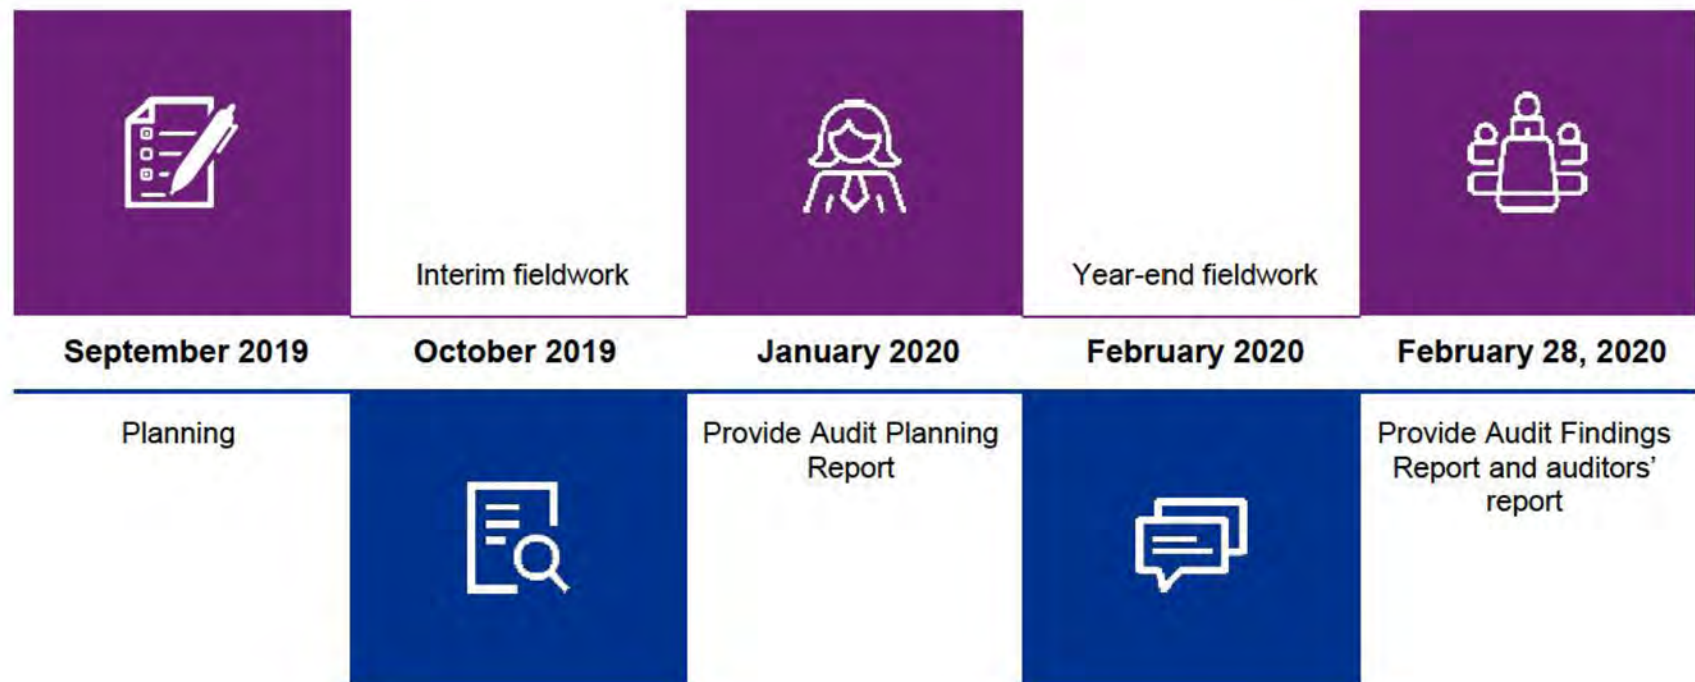 Interim fieldwork
Year-end fieldwork
September 2019
October 2019
January 2020
February 2020
February 28, 2020
Planning
Provide Audit Planning
Report
Provide Audit Findings
Report and auditors’
report